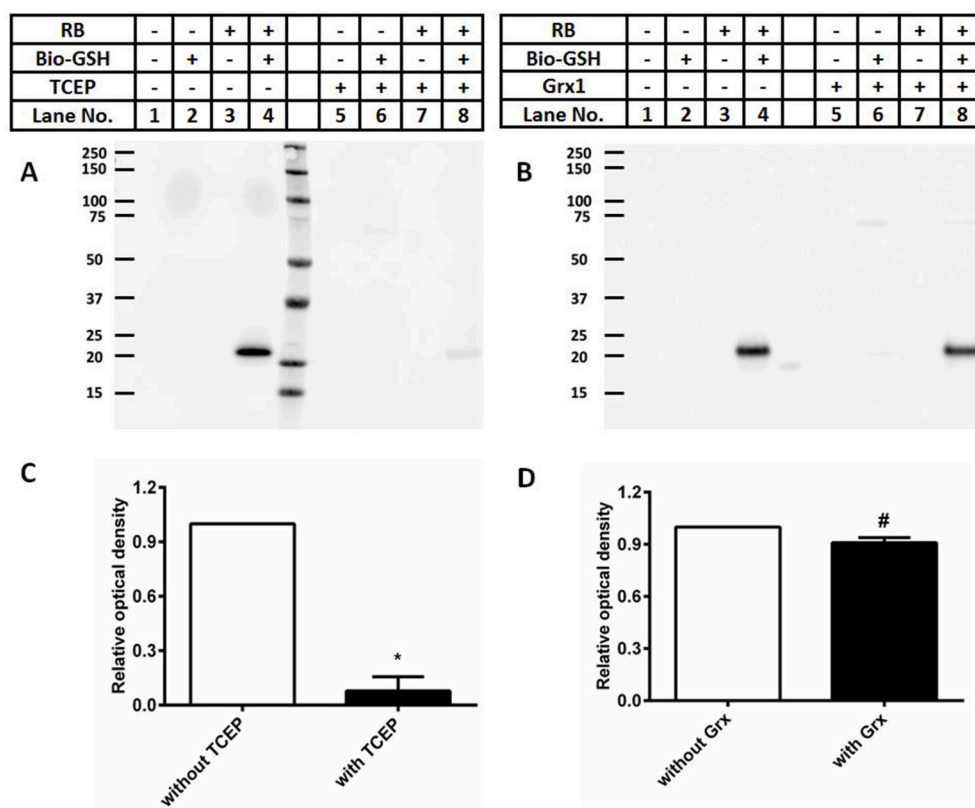 RB - - + + - - + +
Bio-GSH - + - + - + - +
TCEP - - - - + + + +
Lane No. 1 2 3 4 5 6 7 8
RB - - + + - - + +
Bio-GSH - + - + - + - +
Grx1 - - - - + + + +
Lane No. 1 2 3 4 5 6 7 8
A
250
150
100
75
50
37
25
20
15
B
250
150
100
75
50
37
25
20
15
C
Relative optical density
1.2
0.9
0.6
0.3
0.0
*
without TCEP
with TCEP
D
Relative optical density
1.2
0.9
0.6
0.3
0.0
#
without Grx
with Grx